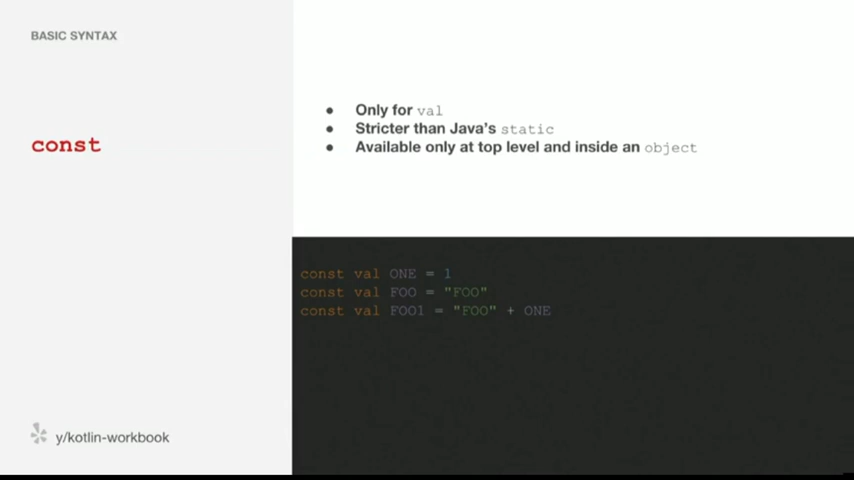 BASIC SYNTAX
const
● Only for val
● Stricter than Java's static
● Available only at top level and inside an object
const val ONE = 1
const val FOO = "FOO"
const val FOO1 = "FOO" + ONE
y/kotlin-workbook